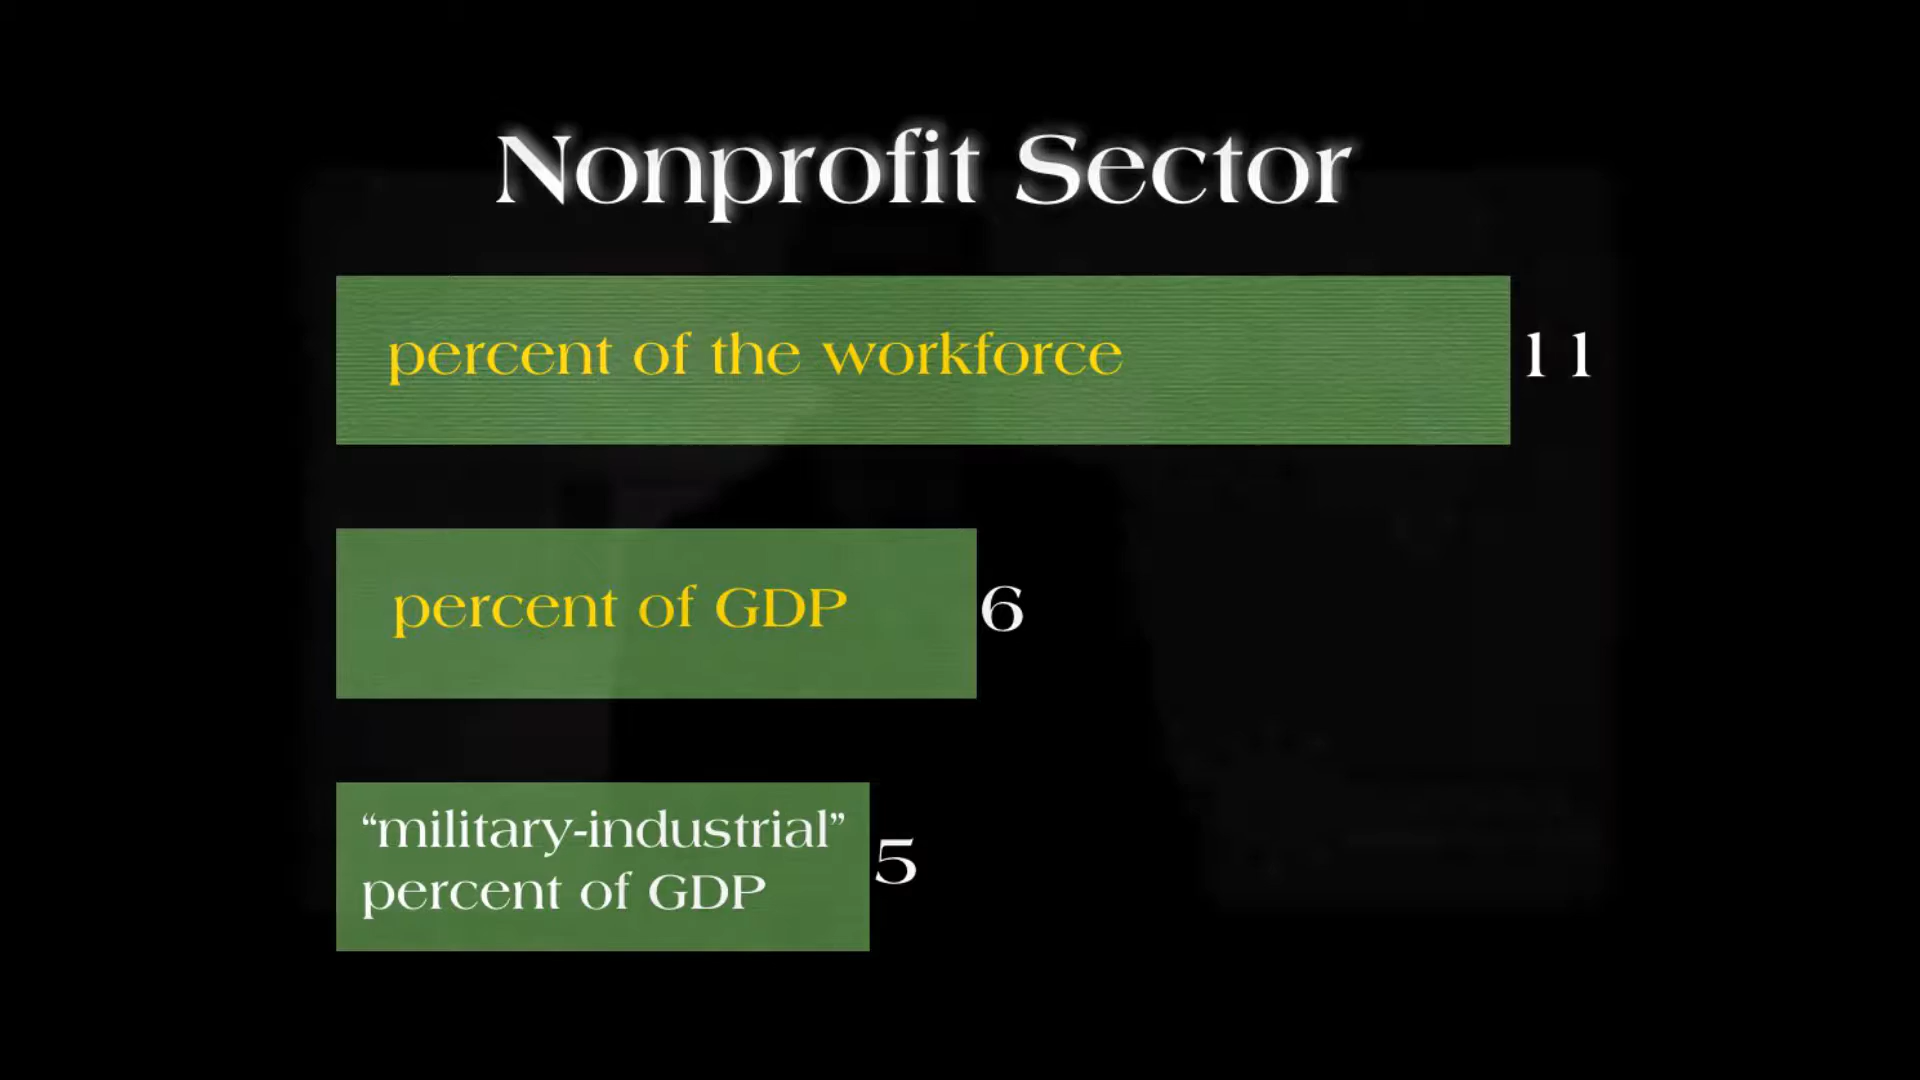 Nonprofit Sector
percent of the workforce 11
percent of GDP 6
“military-industrial”
percent of GDP 5